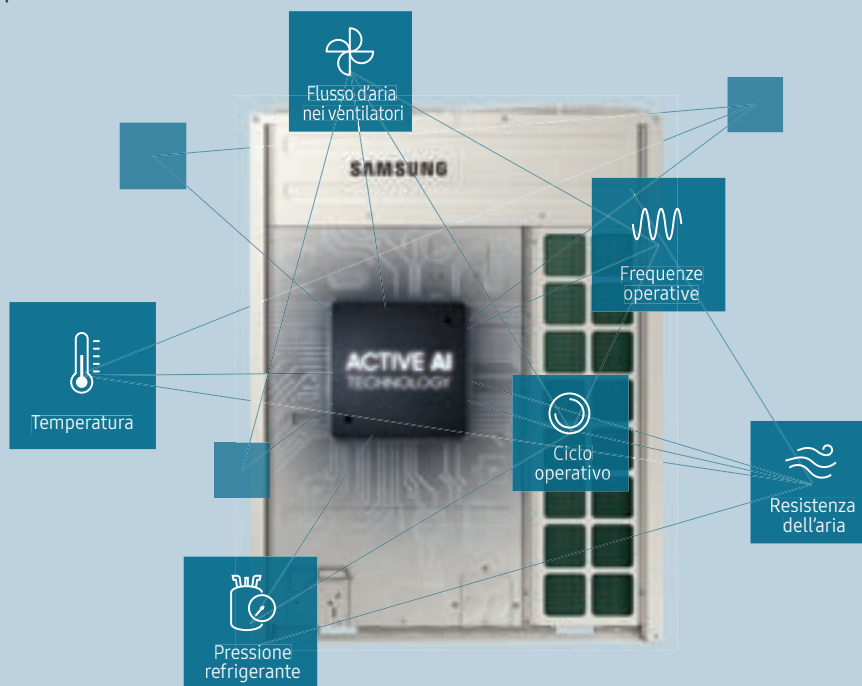 Flusso d'aria
nei ventilatori
SAMSUNG
Frequenze
operative
ACTIVE AI
TECHNOLOGY
Temperatura
Ciclo
operativo
Resistenza
dell'aria
Pressione
refrigerante